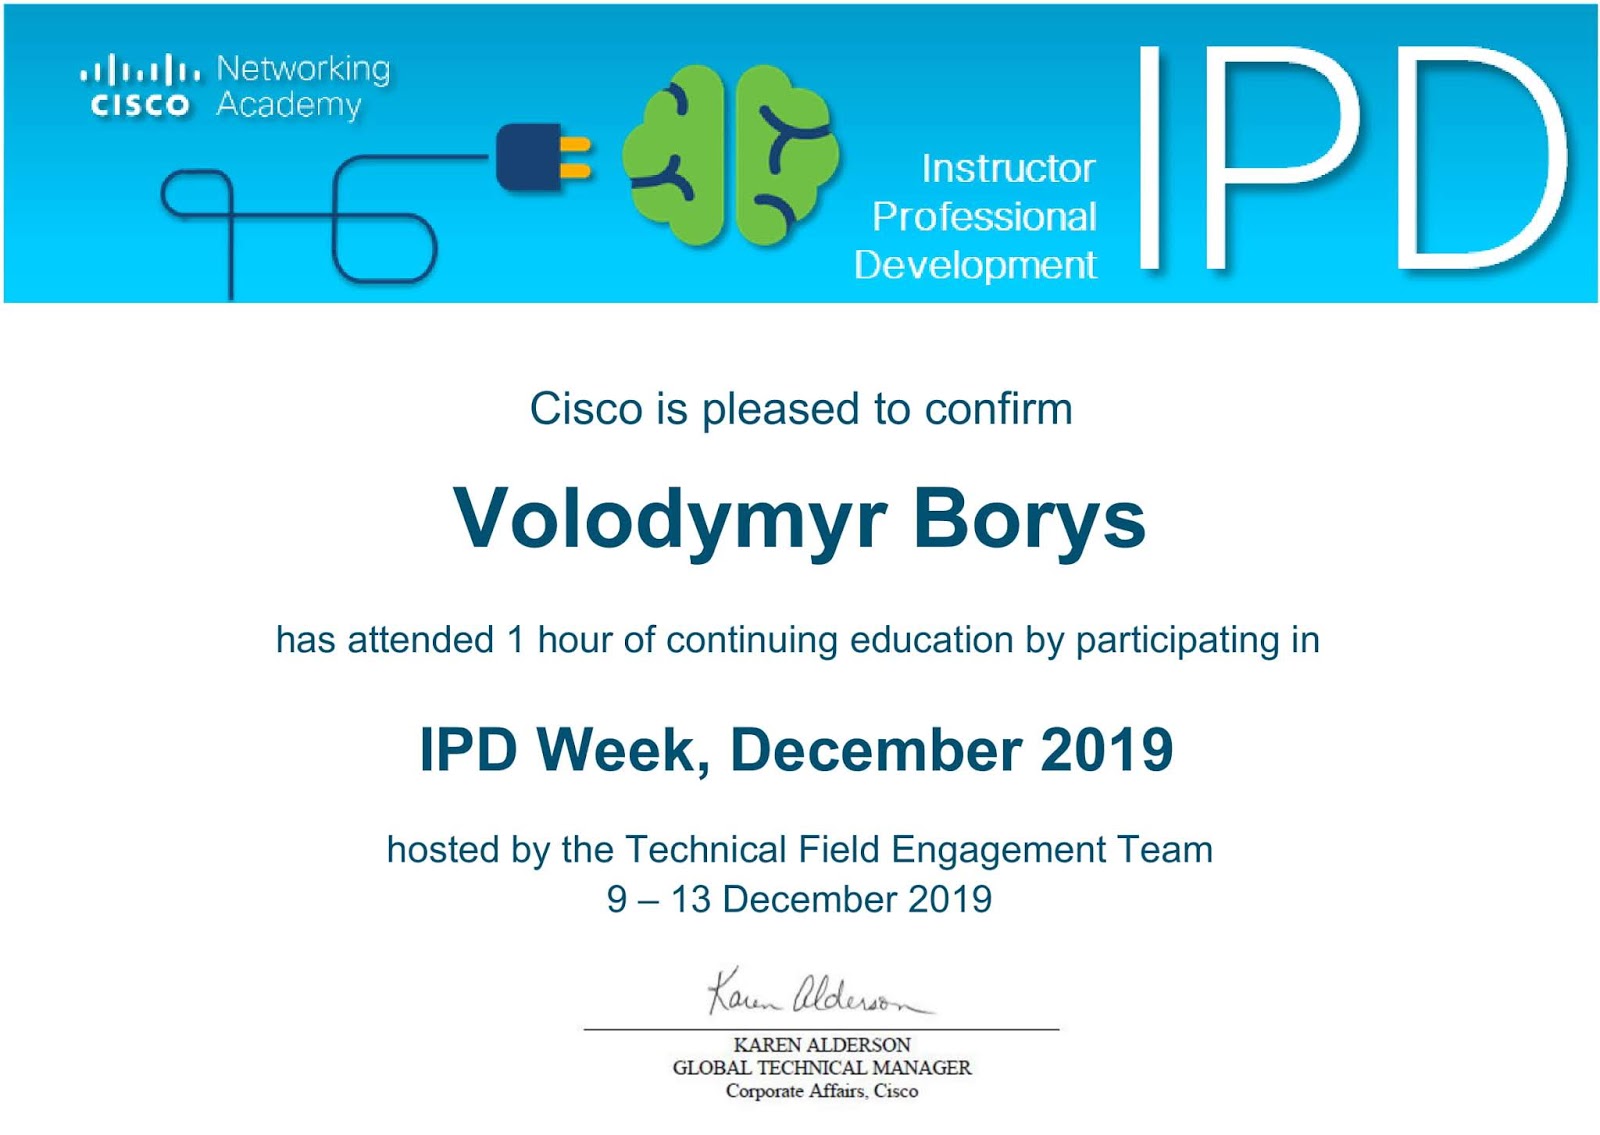 CISCO Networking Academy
Instructor
Professional
Development
IPD
Cisco is pleased to confirm
Volodymyr Borys
has attended 1 hour of continuing education by participating in
IPD Week, December 2019
hosted by the Technical Field Engagement Team
9 – 13 December 2019
Karen Alderson
KAREN ALDERSON
GLOBAL TECHNICAL MANAGER
Corporate Affairs, Cisco